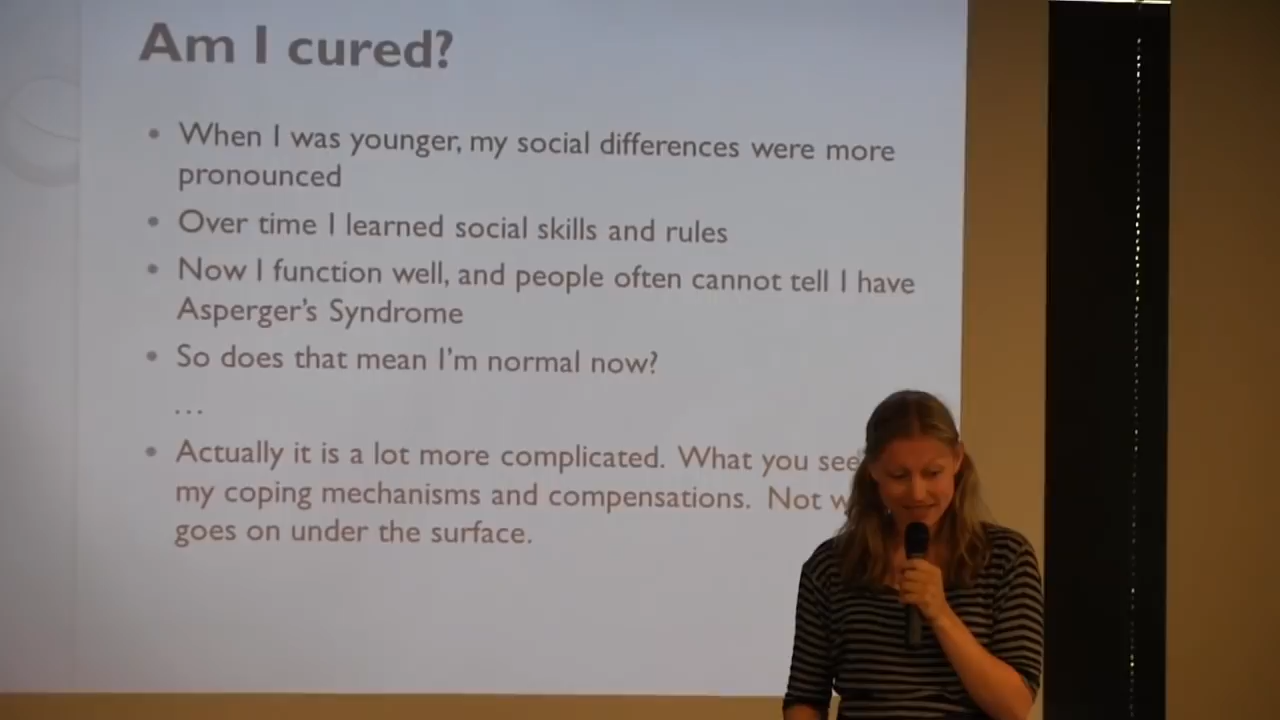 Am I cured?
• When I was younger, my social differences were more
pronounced
• Over time I learned social skills and rules
• Now I function well, and people often cannot tell I have
Asperger's Syndrome
• So does that mean I'm normal now?
...
• Actually it is a lot more complicated. What you see
my coping mechanisms and compensations. Not
goes on under the surface.